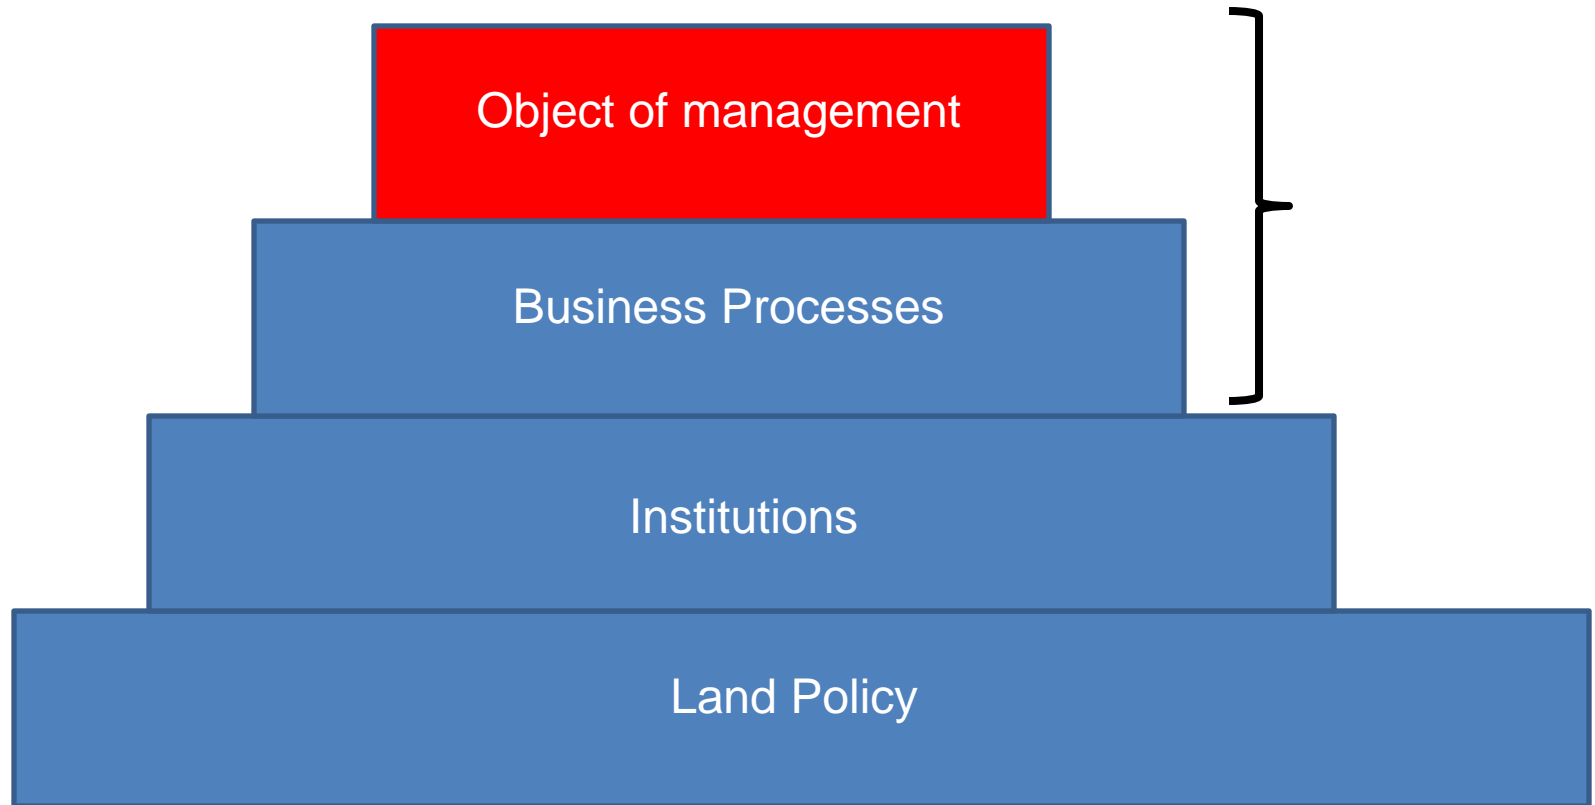 Object of management
Business Processes
Institutions
Land Policy